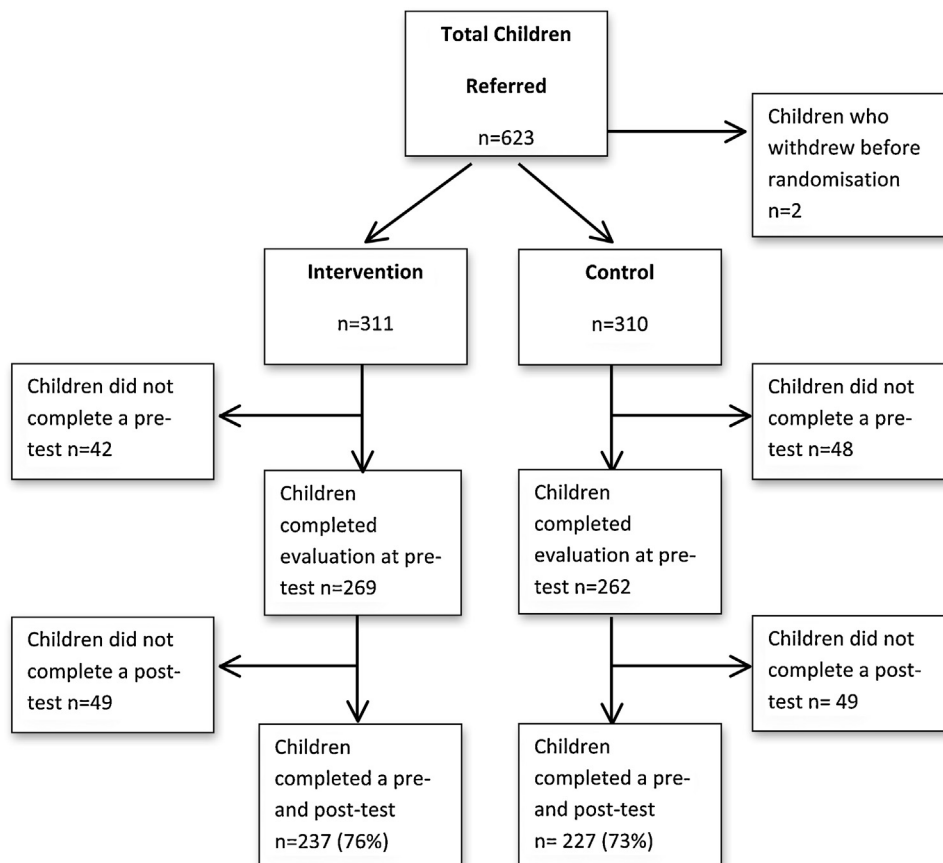 Total Children
Referred
n=623
Children who
withdrew before
randomisation
n=2
Intervention
n=311
Control
n=310
Children did not
complete a pre-
test n=42
Children did not
complete a pre-
test n=48
Children
completed
evaluation at pre-
test n=269
Children
completed
evaluation at pre-
test n=262
Children did not
complete a post-
test n=49
Children did not
complete a post-
test n= 49
Children
completed a pre-
and post-test
n=237 (76%)
Children
completed a pre-
and post-test
n= 227 (73%)